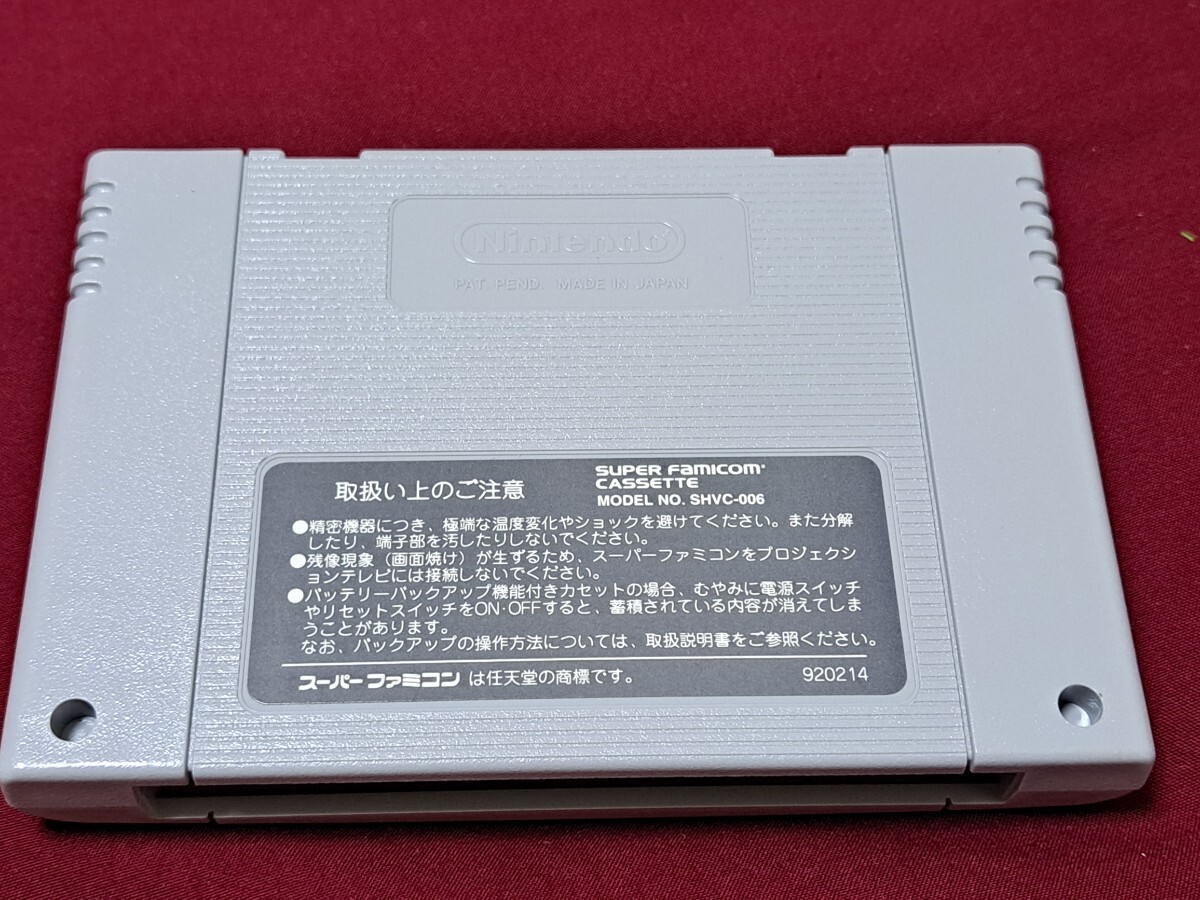 Nintendo
PAT. PEND. MADE IN JAPAN
取扱い上のご注意
SUPER FAMICOM
CASSETTE
MODEL NO. SHVC-006
●精密機器につき、極端な温度変化やショックを避けてください。また分解
したり、端子部を汚したりしないでください。
●残像現象（画面焼け）が生ずるため、スーパーファミコンをプロジェクシ
ョンテレビには接続しないでください。
●バッテリーバックアップ機能付きカセットの場合、むやみに電源スイッチ
やリセットスイッチをON・OFFすると、蓄積されている内容が消えてしま
うことがあります。
なお、バックアップの操作方法については、取扱説明書をご参照ください。
スーパーファミコン は任天堂の商標です。 920214